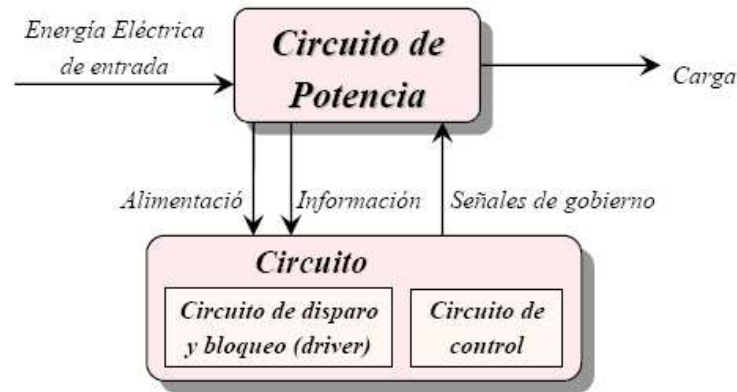 Energía Eléctrica
de entrada
Circuito de
Potencia
Carga
Alimentació
Información
Señales de gobierno
Circuito
Circuito de disparo
y bloqueo (driver)
Circuito de
control